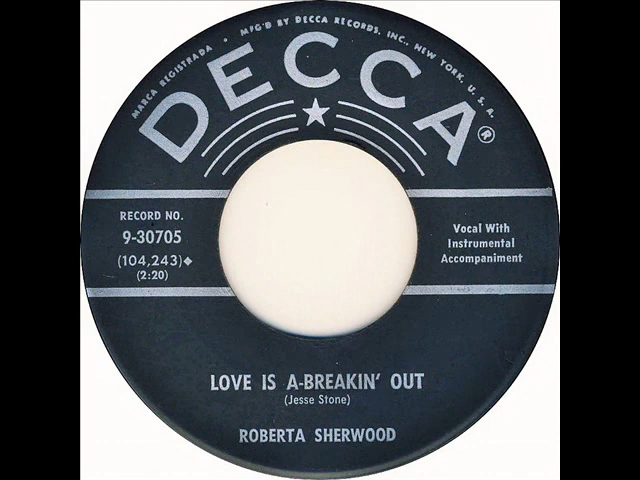 MARCA REGISTRADA • MFG'D BY DECCA RECORDS, INC., NEW YORK, U. S. A.
DECCA®
RECORD NO.
9-30705
(104,243)◆
(2:20)
Vocal With
Instrumental
Accompaniment
LOVE IS A-BREAKIN' OUT
(Jesse Stone)
ROBERTA SHERWOOD